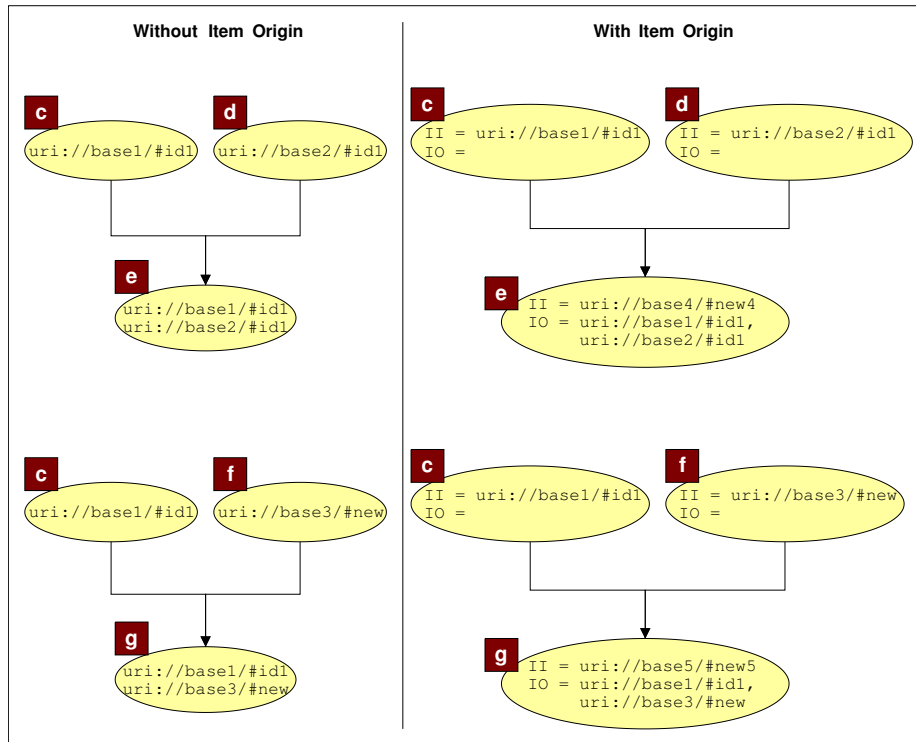 Without Item Origin
With Item Origin
c
d
uri://base1/#id1
uri://base2/#id1
e
uri://base1/#id1
uri://base2/#id1
c
d
II = uri://base1/#id1
IO =
II = uri://base2/#id1
IO =
e
II = uri://base4/#new4
IO = uri://base1/#id1,
uri://base2/#id1
c
f
uri://base1/#id1
uri://base3/#new
g
uri://base1/#id1
uri://base3/#new
c
f
II = uri://base1/#id1
IO =
II = uri://base3/#new
IO =
g
II = uri://base5/#new5
IO = uri://base1/#id1,
uri://base3/#new